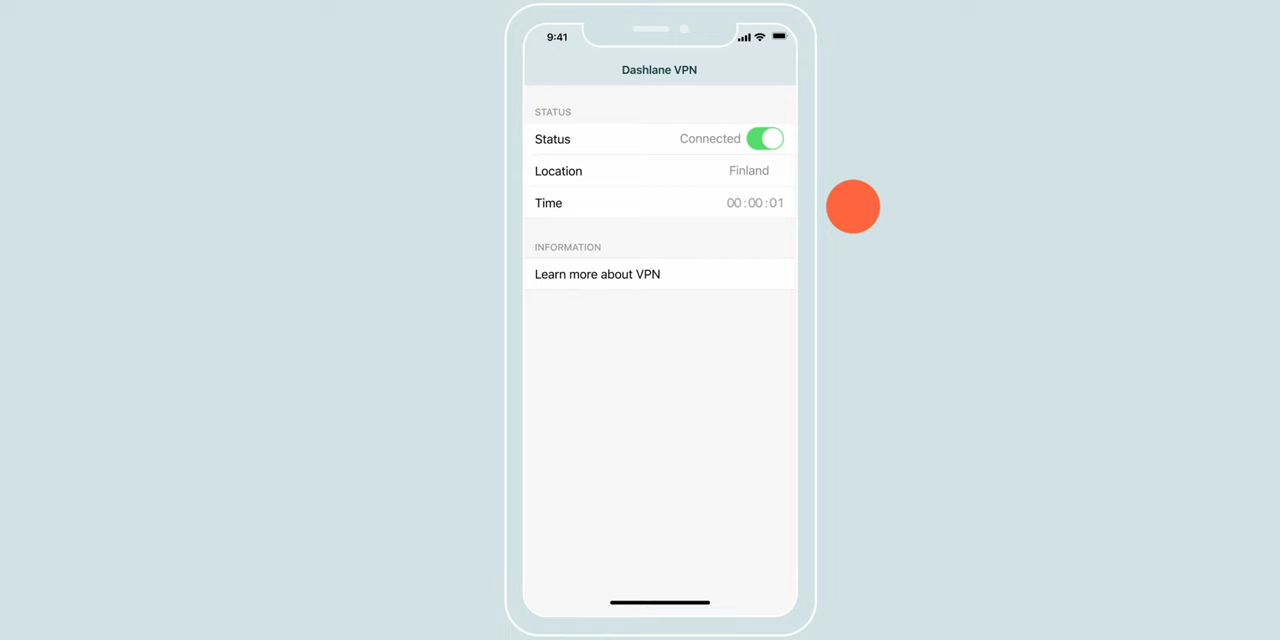 9:41
Dashlane VPN
STATUS
Status Connected
Location Finland
Time 00:00:01
INFORMATION
Learn more about VPN